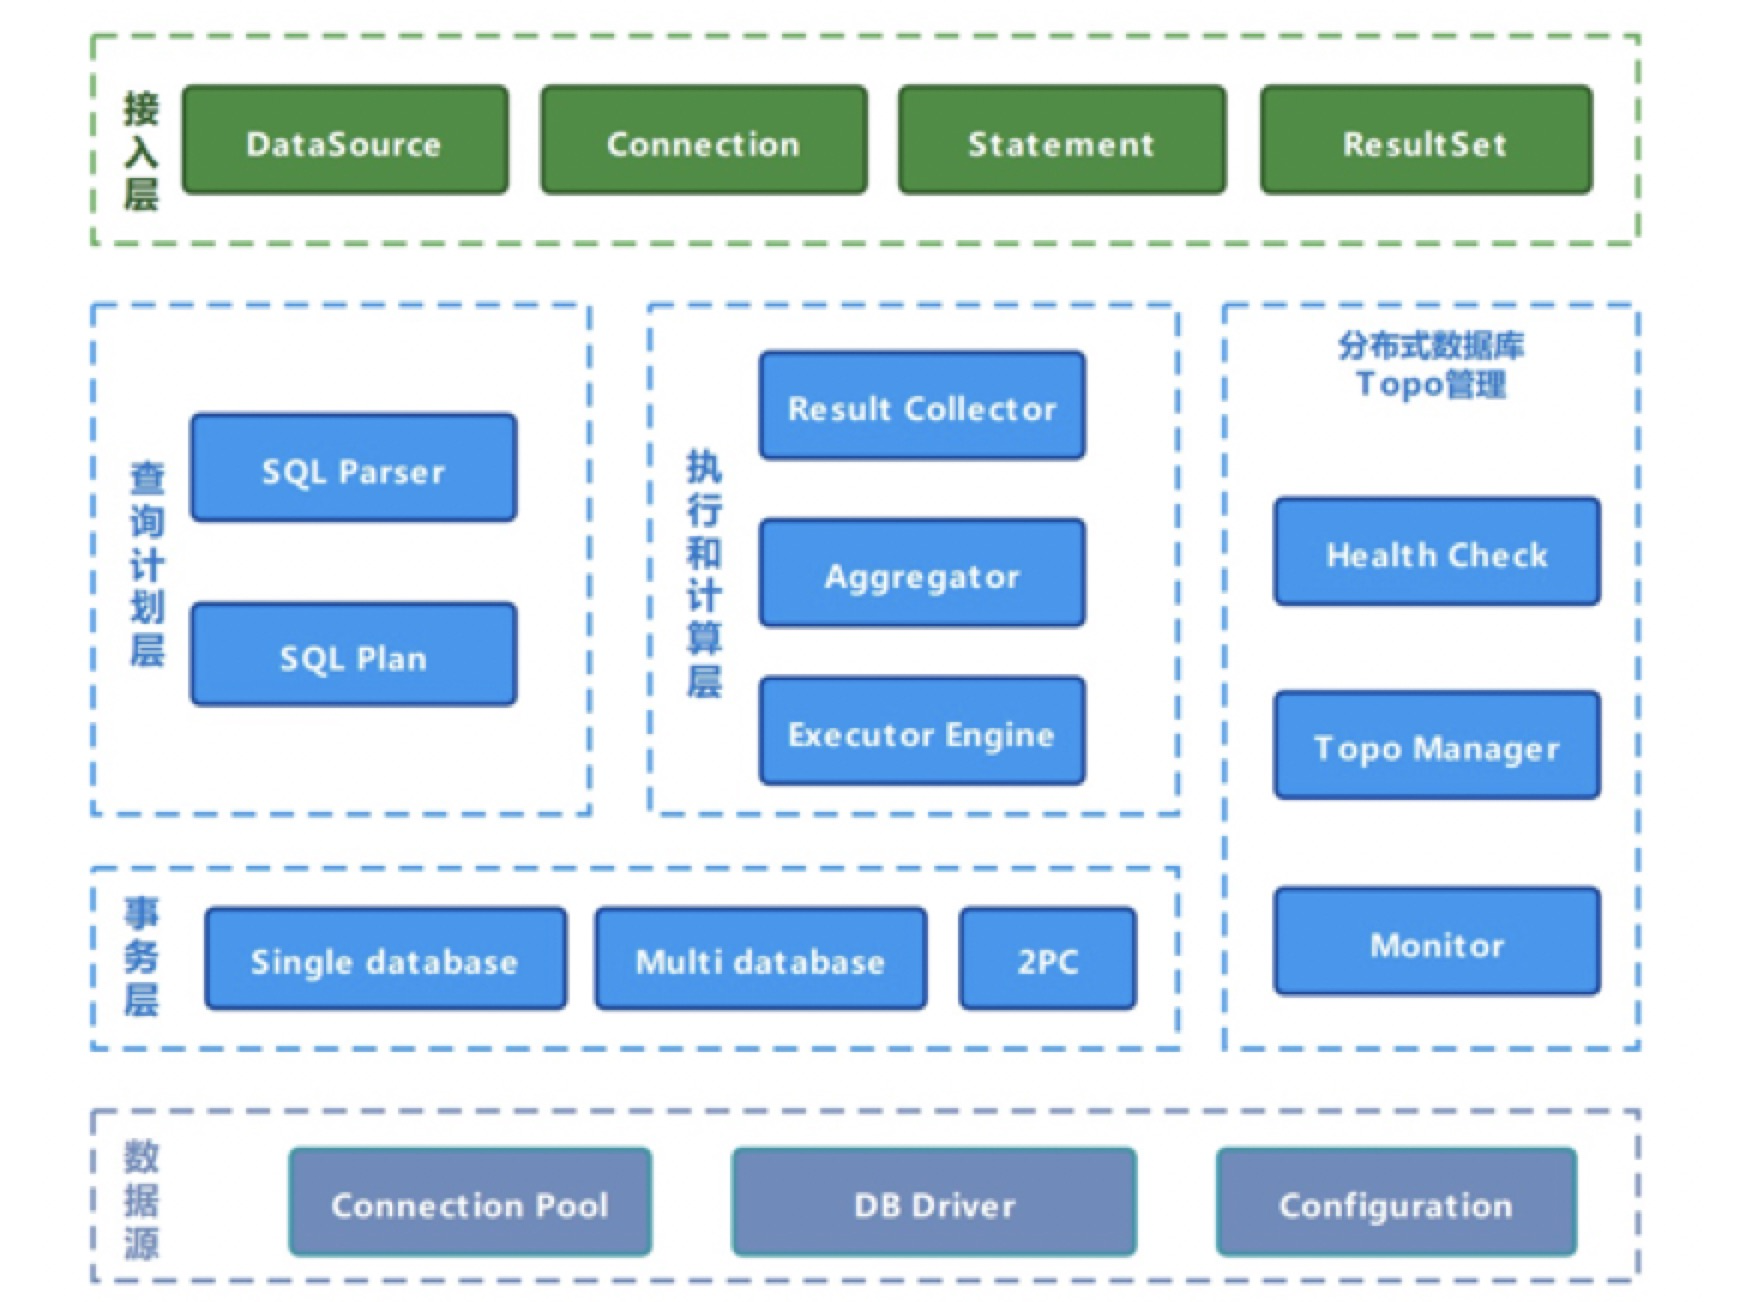 接入层
DataSource
Connection
Statement
ResultSet
查询计划层
SQL Parser
SQL Plan
执行和计算层
Result Collector
Aggregator
Executor Engine
分布式数据库
Topo管理
Health Check
Topo Manager
Monitor
事务层
Single database
Multi database
2PC
数据源
Connection Pool
DB Driver
Configuration